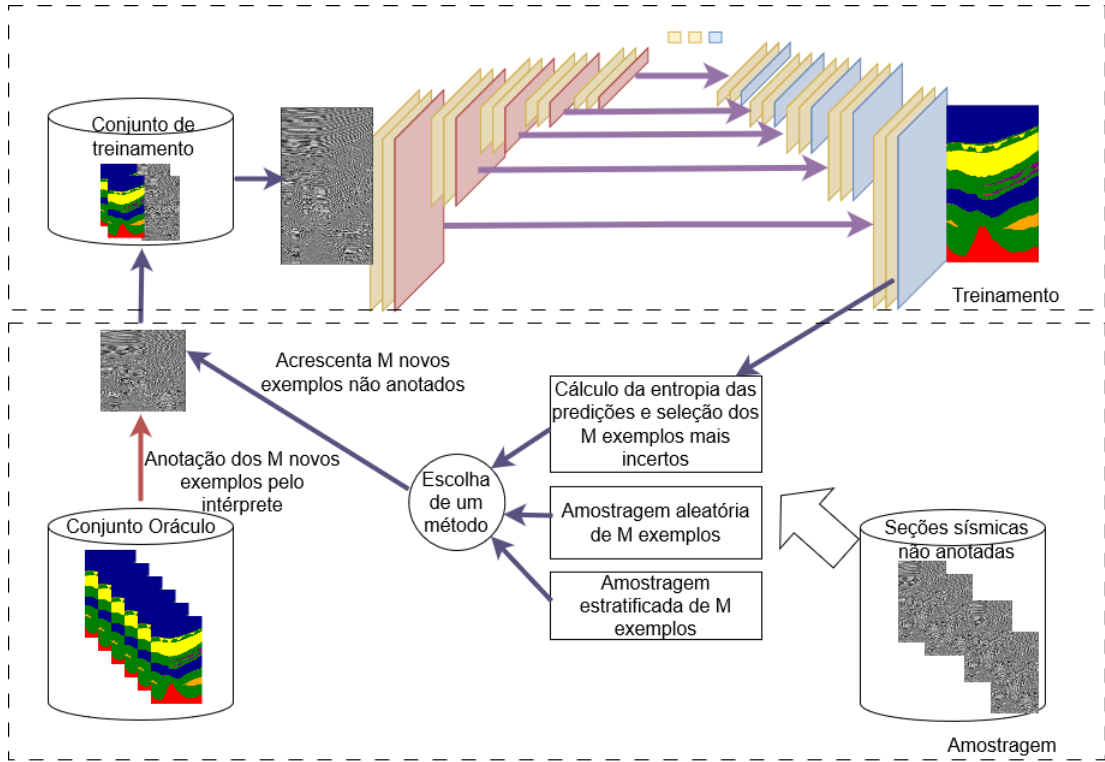 Conjunto de
treinamento
Treinamento
Acrescenta M novos
exemplos não anotados
Cálculo da entropia das
predições e seleção dos
M exemplos mais
incertos
Anotação dos M novos
exemplos pelo
intérprete
Escolha
de um
método
Amostragem aleatória
de M exemplos
Amostragem
estratificada de M
exemplos
Conjunto Oráculo
Seções sísmicas
não anotadas
Amostragem